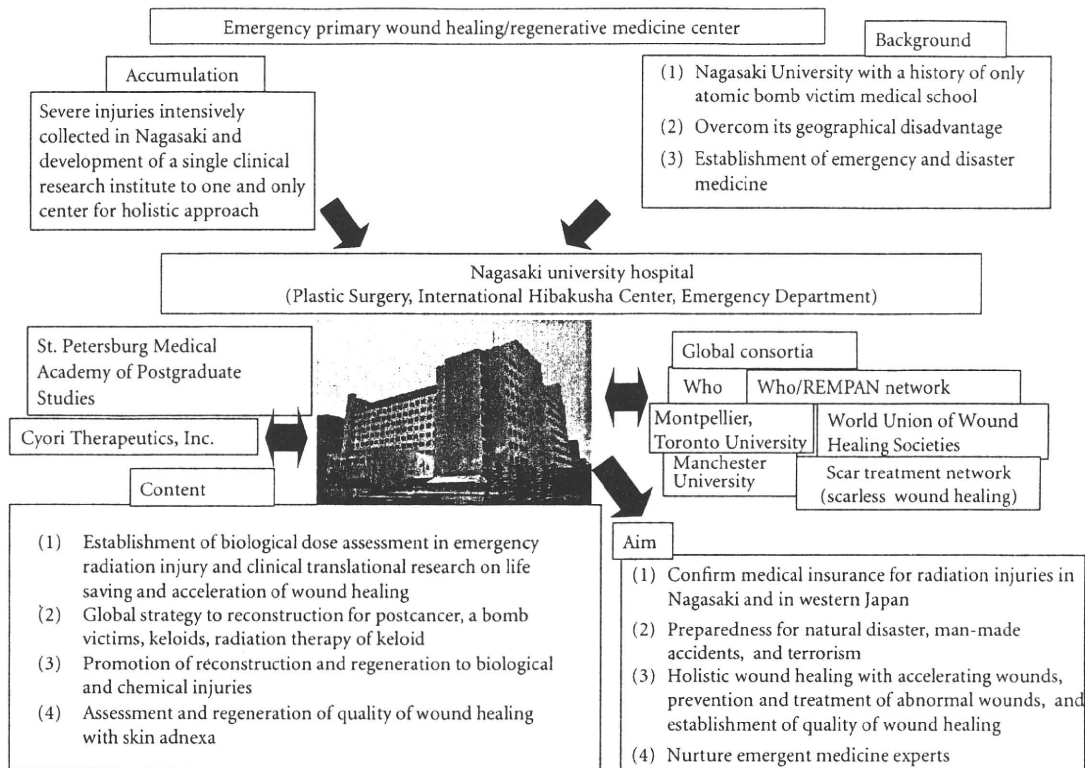 Emergency primary wound healing/regenerative medicine center
Accumulation
Severe injuries intensively
collected in Nagasaki and
development of a single clinical
research institute to one and only
center for holistic approach
Background
(1) Nagasaki University with a history of only
atomic bomb victim medical school
(2) Overcom its geographical disadvantage
(3) Establishment of emergency and disaster
medicine
Nagasaki university hospital
(Plastic Surgery, International Hibakusha Center, Emergency Department)
St. Petersburg Medical
Academy of Postgraduate
Studies
Cyori Therapeutics, Inc.
Global consortia
Who
Who/REMPAN network
Montpellier,
Toronto University
World Union of Wound
Healing Societies
Manchester
University
Scar treatment network
(scarless wound healing)
Content
(1) Establishment of biological dose assessment in emergency
radiation injury and clinical translational research on life
saving and acceleration of wound healing
(2) Global strategy to reconstruction for postcancer, a bomb
victims, keloids, radiation therapy of keloid
(3) Promotion of reconstruction and regeneration to biological
and chemical injuries
(4) Assessment and regeneration of quality of wound healing
with skin adnexa
Aim
(1) Confirm medical insurance for radiation injuries in
Nagasaki and in western Japan
(2) Preparedness for natural disaster, man-made
accidents, and terrorism
(3) Holistic wound healing with accelerating wounds,
prevention and treatment of abnormal wounds, and
establishment of quality of wound healing
(4) Nurture emergent medicine experts